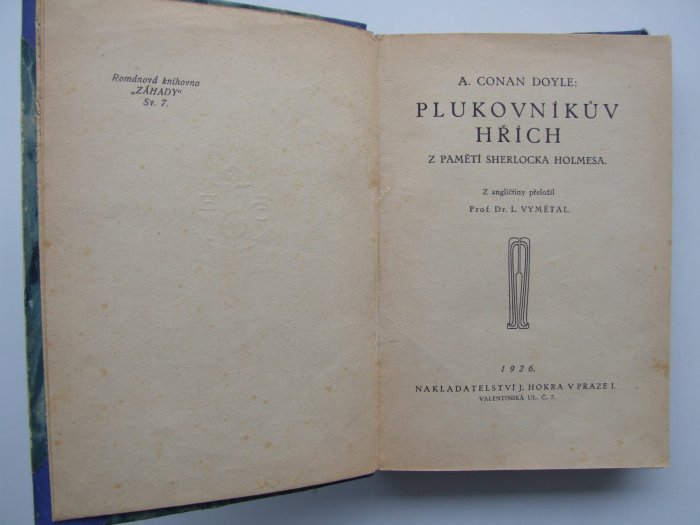 Románová knihovna
„ZÁHADY“
Sv. 7.
A. CONAN DOYLE:
PLUKOVNÍKŮV
HŘÍCH
Z PAMĚTÍ SHERLOCKA HOLMESA.
Z angličtiny přeložil
Prof. Dr. L. VYMĚTAL.
1926.
NAKLADATELSTVÍ J. HOKRA V PRAZE I.
VALENTINSKÁ UL. Č. 7.